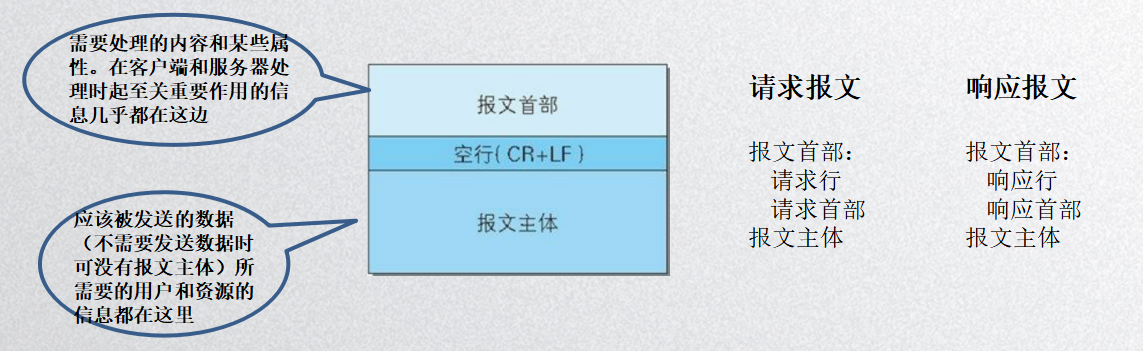 需要处理的内容和某些属
性。在客户端和服务器处
理时起至关重要作用的信
息几乎都在这边
报文首部
空行(CR+LF)
报文主体
应该被发送的数据
（不需要发送数据时
可没有报文主体）所
需要的用户和资源的
信息都在这里
请求报文
报文首部：
请求行
请求首部
报文主体
响应报文
报文首部：
响应行
响应首部
报文主体